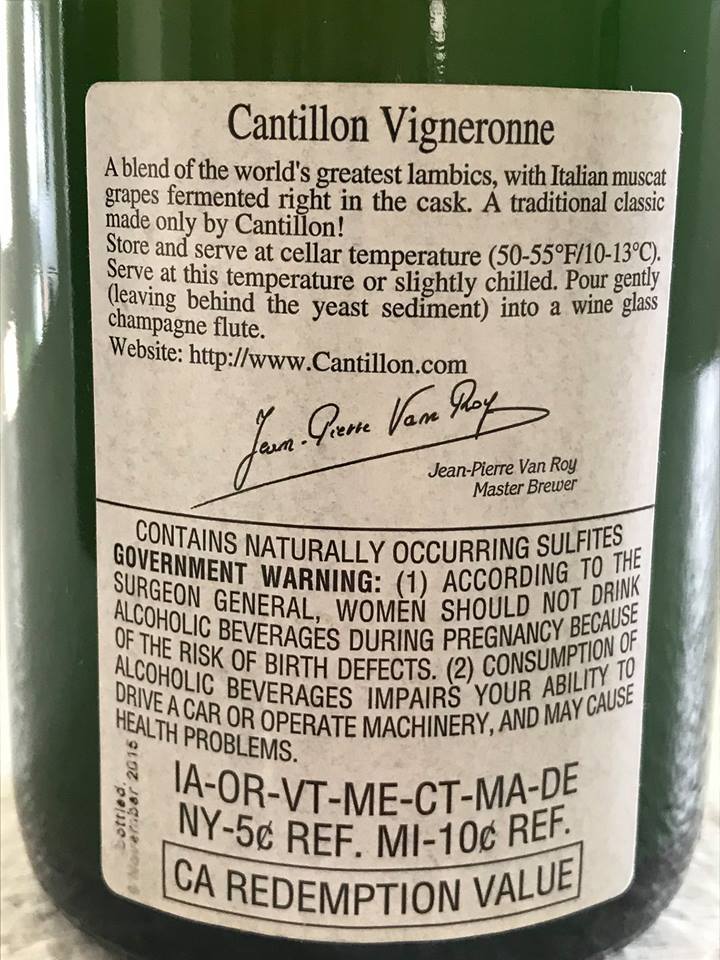 Cantillon Vigneronne
A blend of the world's greatest lambics, with Italian muscat
grapes fermented right in the cask. A traditional classic
made only by Cantillon!
Store and serve at cellar temperature (50-55°F/10-13°C).
Serve at this temperature or slightly chilled. Pour gently
(leaving behind the yeast sediment) into a wine glass
champagne flute.
Website: http://www.Cantillon.com
Jean-Pierre Van Roy
Jean-Pierre Van Roy
Master Brewer
CONTAINS NATURALLY OCCURRING SULFITES
GOVERNMENT WARNING: (1) ACCORDING TO THE
SURGEON GENERAL, WOMEN SHOULD NOT DRINK
ALCOHOLIC BEVERAGES DURING PREGNANCY BECAUSE
OF THE RISK OF BIRTH DEFECTS. (2) CONSUMPTION OF
ALCOHOLIC BEVERAGES IMPAIRS YOUR ABILITY TO
DRIVE A CAR OR OPERATE MACHINERY, AND MAY CAUSE
HEALTH PROBLEMS.
IA-OR-VT-ME-CT-MA-DE
NY-5¢ REF. MI-10¢ REF.
CA REDEMPTION VALUE
bottled
November